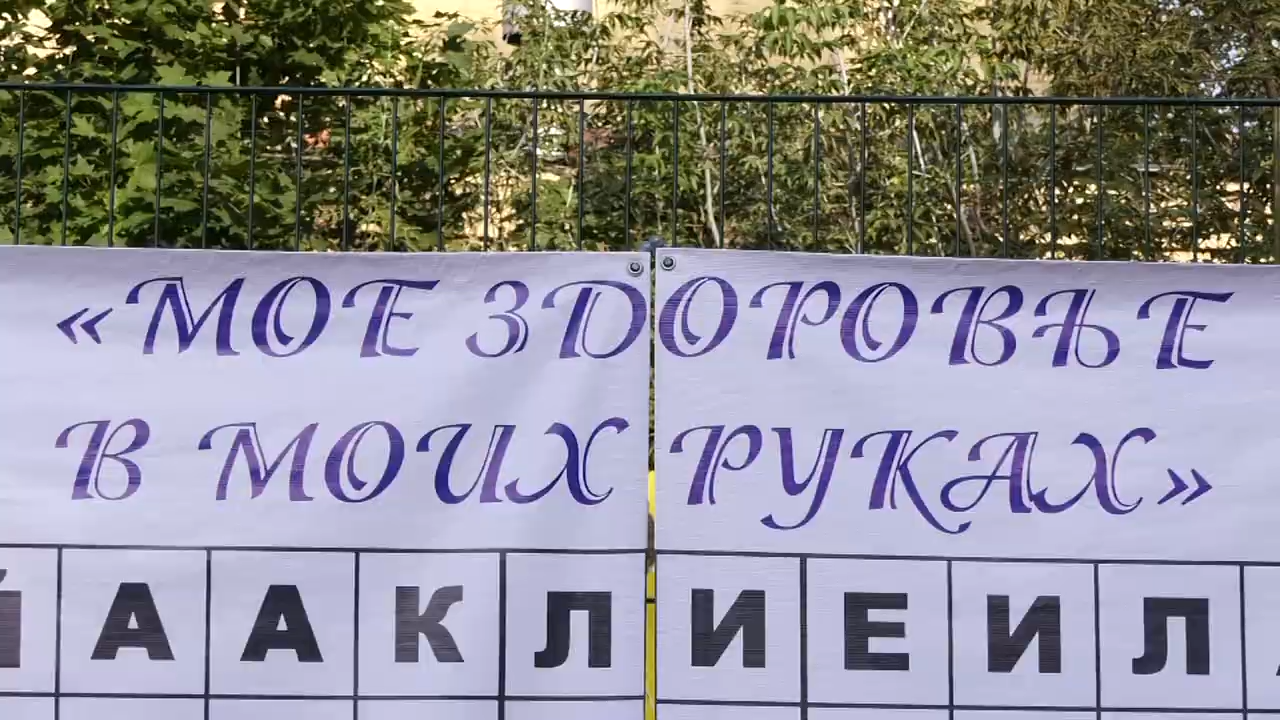 «МОЕ ЗДОРОВЬЕ
В МОИХ РУКАХ»
Й А А К Л И Е И Л